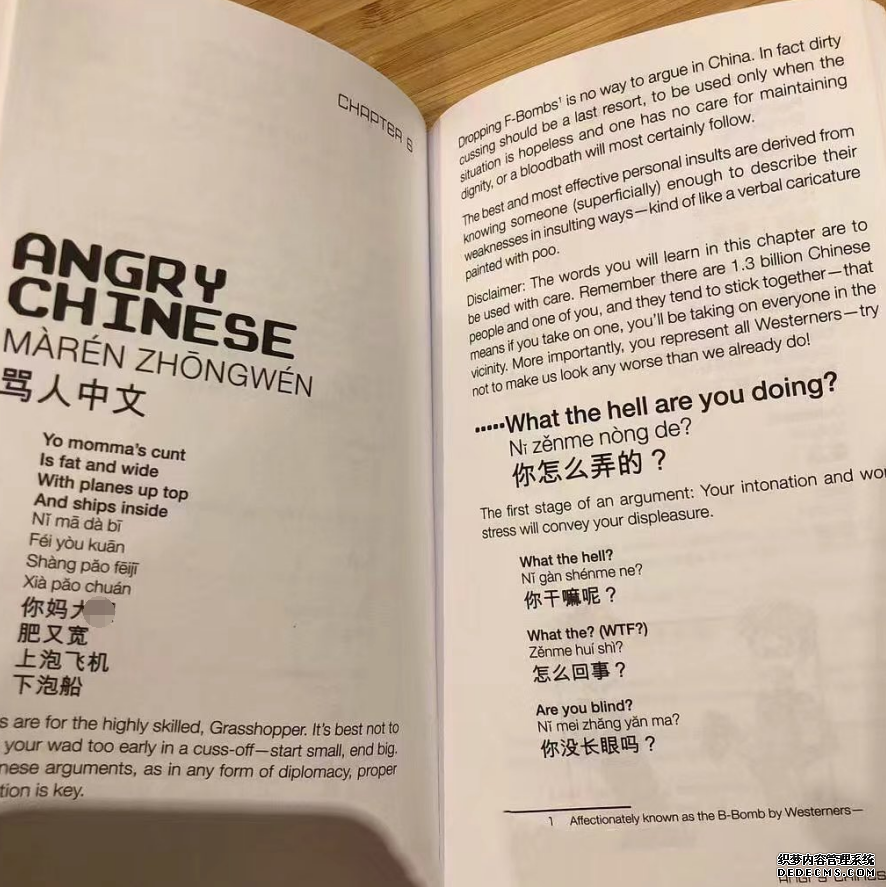 CHAPTER 6
ANGRY
CHINESE
MÀRÉN ZHŌNGWÉN
骂人中文
Yo momma's cunt
Is fat and wide
With planes up top
And ships inside
Nǐ mā dà bī
Féi yòu kuān
Shàng pǎo fēijī
Xià pǎo chuán
你妈大
肥又宽
上泡飞机
下泡船
s are for the highly skilled, Grasshopper. It's best not to
your wad too early in a cuss-off—start small, end big.
nese arguments, as in any form of diplomacy, proper
tion is key.
Dropping F-Bombs¹ is no way to argue in China. In fact dirty
cussing should be a last resort, to be used only when the
situation is hopeless and one has no care for maintaining
dignity, or a bloodbath will most certainly follow.
The best and most effective personal insults are derived from
knowing someone (superficially) enough to describe their
weaknesses in insulting ways—kind of like a verbal caricature
painted with poo.
Disclaimer: The words you will learn in this chapter are to
be used with care. Remember there are 1.3 billion Chinese
people and one of you, and they tend to stick together—that
means if you take on one, you'll be taking on everyone in the
vicinity. More importantly, you represent all Westerners—try
not to make us look any worse than we already do!
.....What the hell are you doing?
Nǐ zěnme nòng de?
你怎么弄的？
The first stage of an argument: Your intonation and wor
stress will convey your displeasure.
What the hell?
Nǐ gàn shénme ne?
你干嘛呢？
What the? (WTF?)
Zěnme huí shì?
怎么回事？
Are you blind?
Nǐ mei zhǎng yǎn ma?
你没长眼吗？
1 Affectionately known as the B-Bomb by Westerners—
织梦内容管理系统
DEDECMS.COM